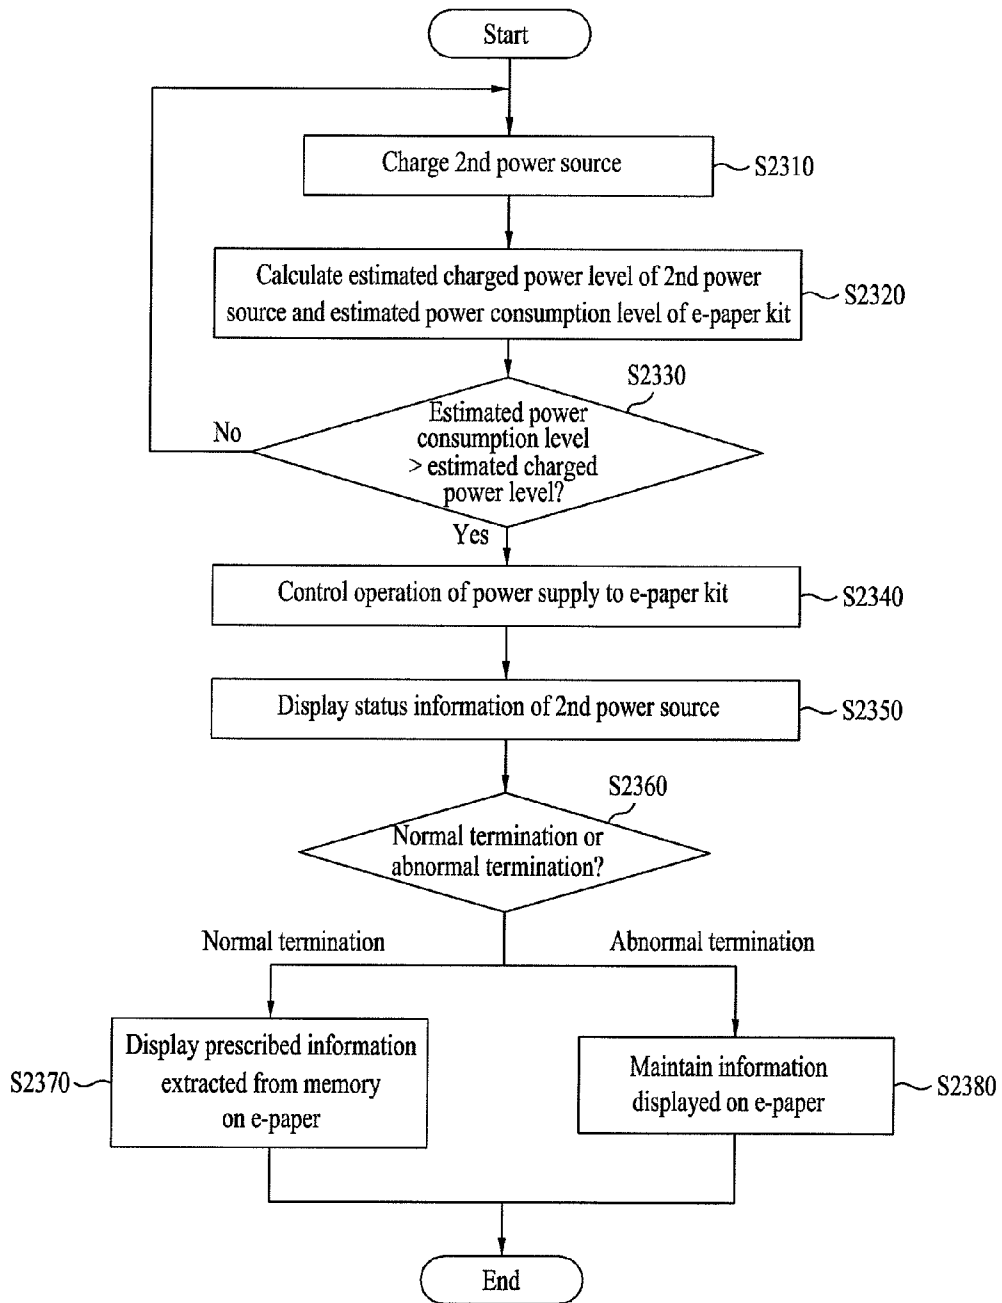 Start
Charge 2nd power source
S2310
Calculate estimated charged power level of 2nd power
source and estimated power consumption level of e-paper kit
S2320
S2330
Estimated power
consumption level
> estimated charged
power level?
No
Yes
Control operation of power supply to e-paper kit
S2340
Display status information of 2nd power source
S2350
S2360
Normal termination or
abnormal termination?
Normal termination
Abnormal termination
Display prescribed information
extracted from memory
on e-paper
S2370
Maintain information
displayed on e-paper
S2380
End